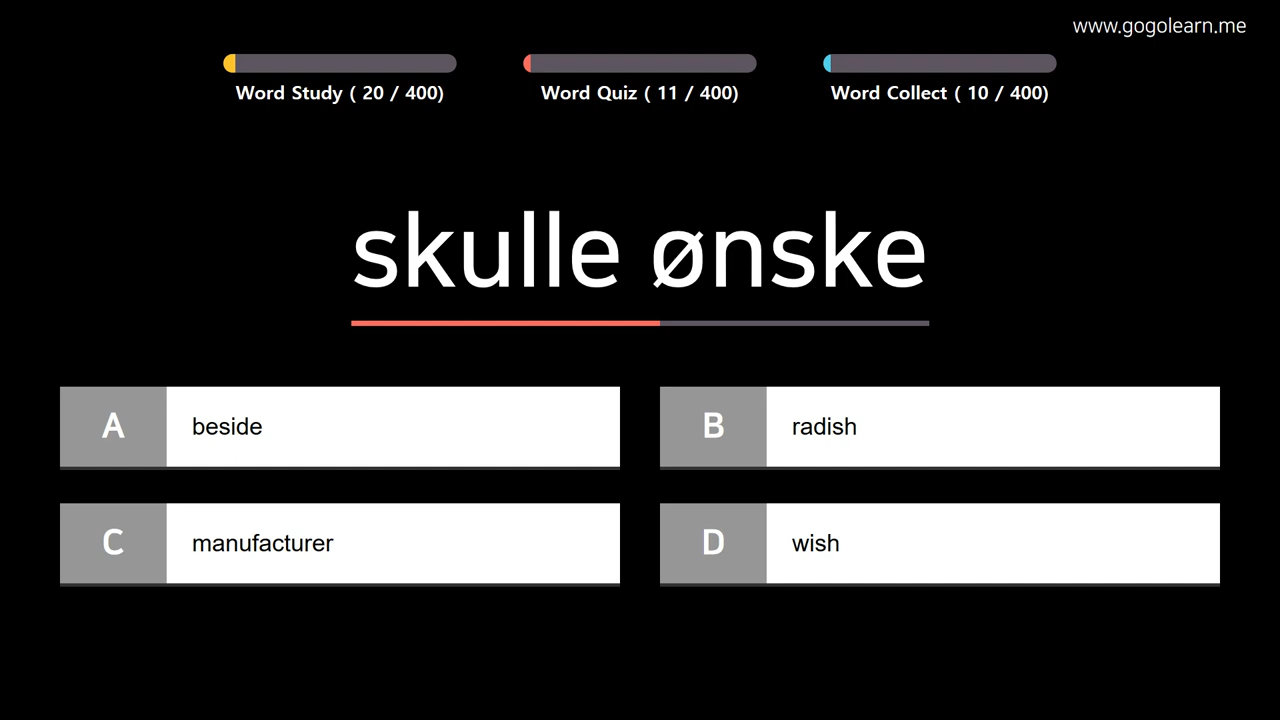 www.gogolearn.me
Word Study ( 20 / 400)
Word Quiz ( 11 / 400)
Word Collect ( 10 / 400)
skulle ønske
A beside
B radish
C manufacturer
D wish